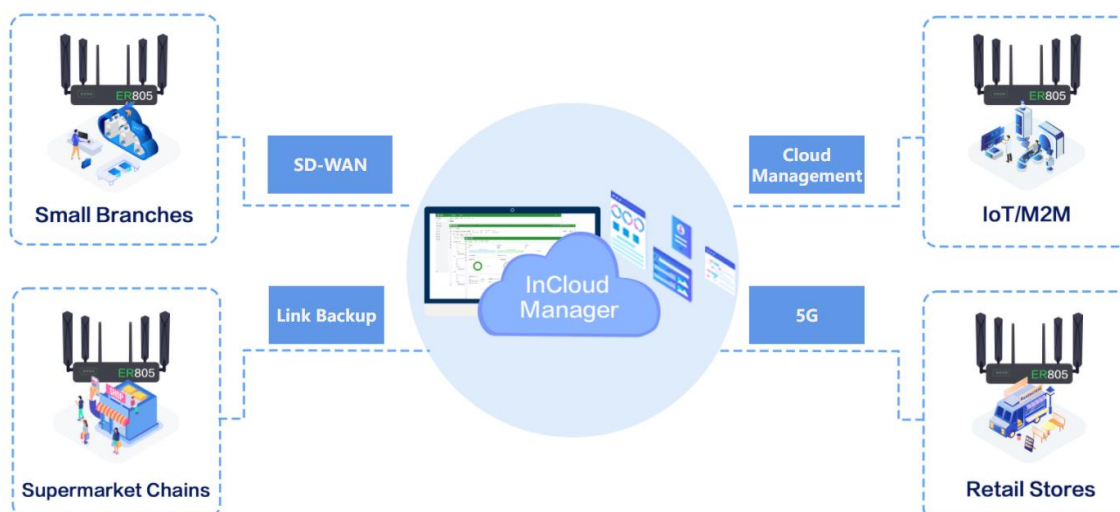 ER805
Small Branches
SD-WAN
Cloud
Management
ER805
IoT/M2M
InCloud
Manager
ER805
SHOP
Supermarket Chains
Link Backup
5G
ER805
Retail Stores